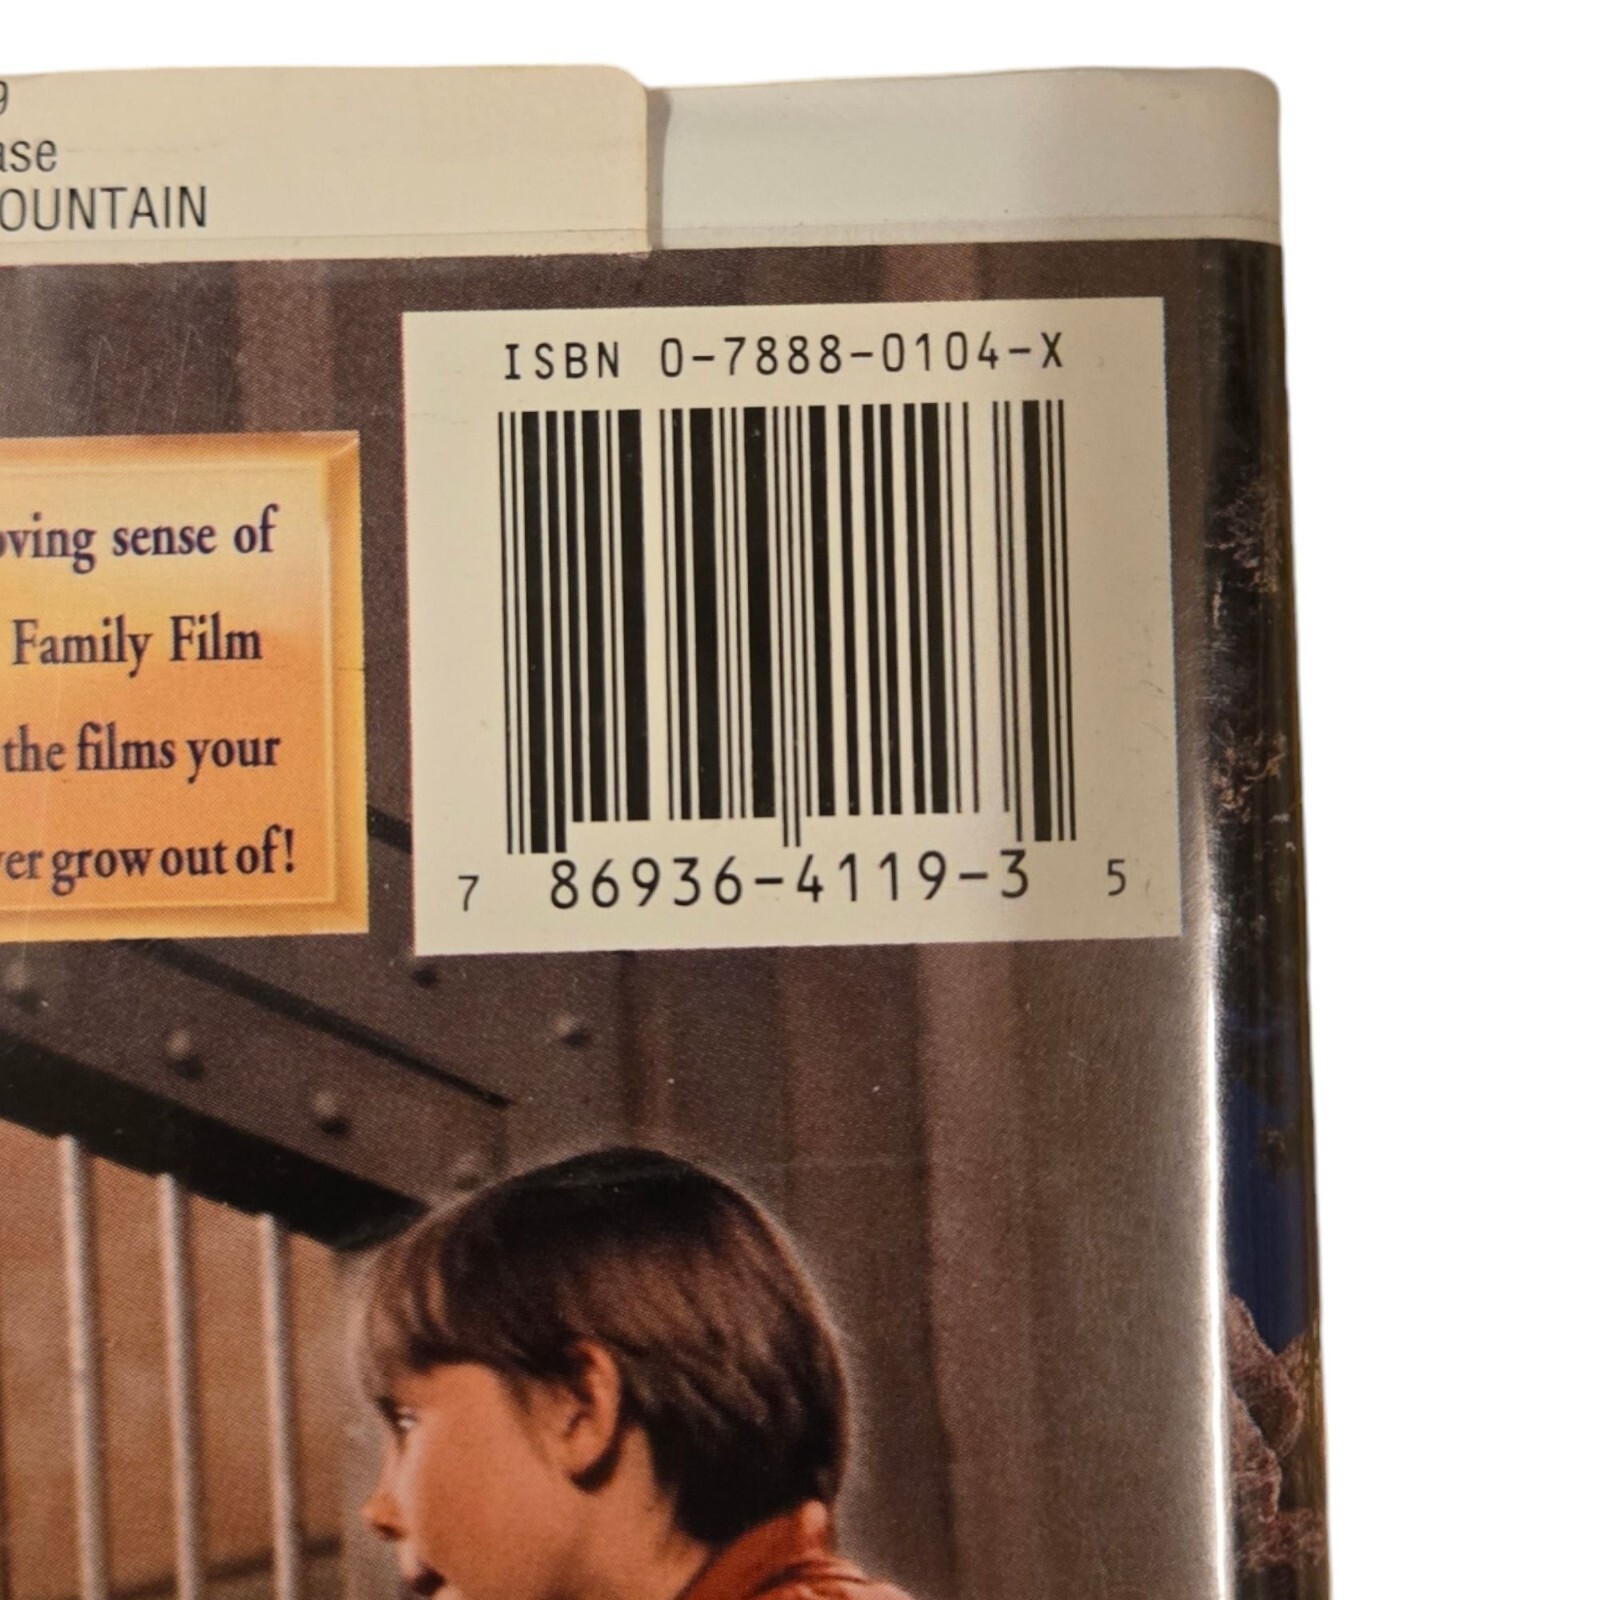 9
ase
OUNTAIN
ISBN 0-7888-0104-X
oving sense of
Family Film
the films your
ver grow out of!
7 86936-4119-3 5